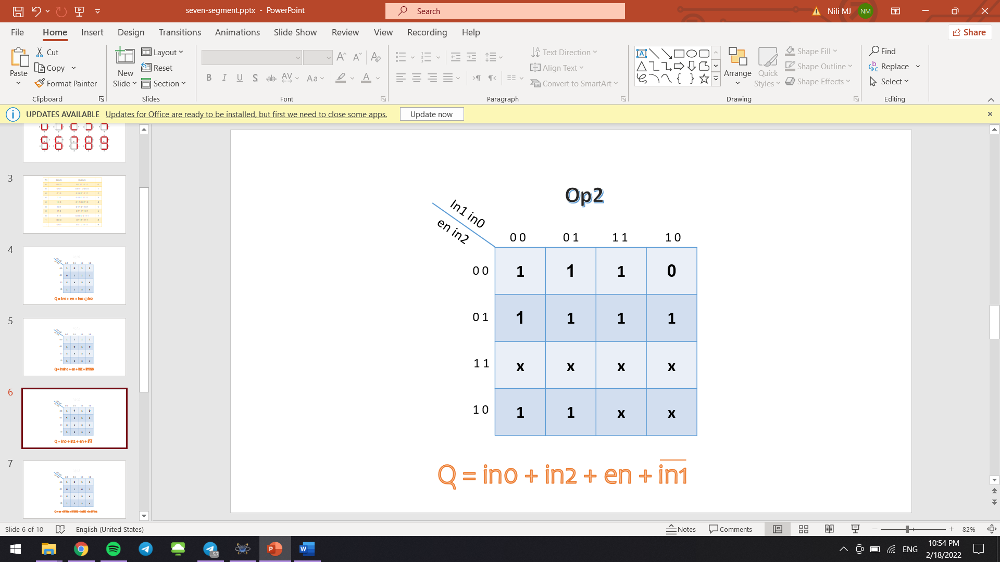 seven-segment.pptx - PowerPoint
Search
Nili MJ
NM
File Home Insert Design Transitions Animations Slide Show Review View Recording Help
Share
Paste
Cut
Copy
Format Painter
Clipboard
New Slide
Layout
Reset
Section
Slides
B I U S ab AV Aa A
Font
Text Direction
Align Text
Convert to SmartArt
Paragraph
Arrange
Quick Styles
Shape Fill
Shape Outline
Shape Effects
Drawing
Find
Replace
Select
Editing
UPDATES AVAILABLE Updates for Office are ready to be installed, but first we need to close some apps. Update now
3
4
5
6
7
Op2
In1 in0
en in2
0 0 0 1 1 1 1 0
0 0 1 1 1 0
0 1 1 1 1 1
1 1 x x x x
1 0 1 1 x x
Q = in0 + in2 + en + i̅n̅1̅
Slide 6 of 10
English (United States)
Notes
Comments
82%
57
ENG
10:54 PM
2/18/2022